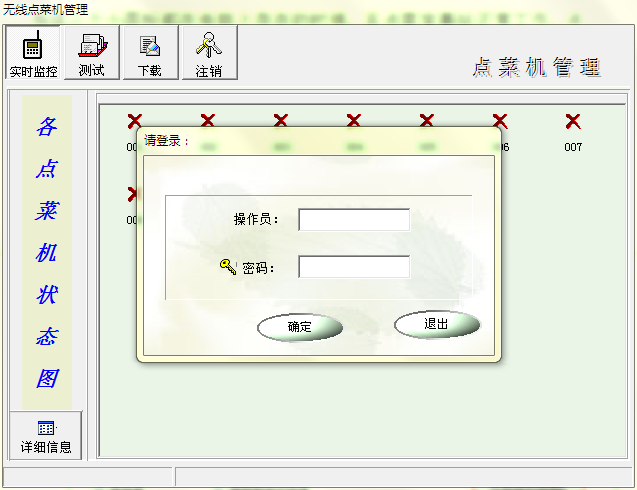 无线点菜机管理
实时监控 测试 下载 注销
点菜机管理
各点菜机状态图
007
请登录：
操作员：
密码：
确定 退出
详细信息